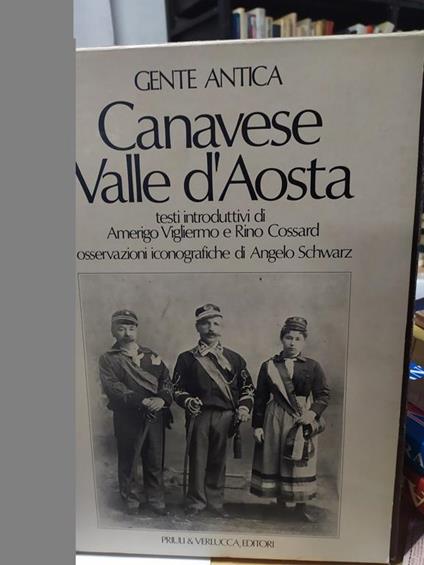 GENTE ANTICA
Canavese
Valle d'Aosta
testi introduttivi di
Amerigo Vigliermo e Rino Cossard
osservazioni iconografiche di Angelo Schwarz
PRIULI & VERLUCCA, EDITORI